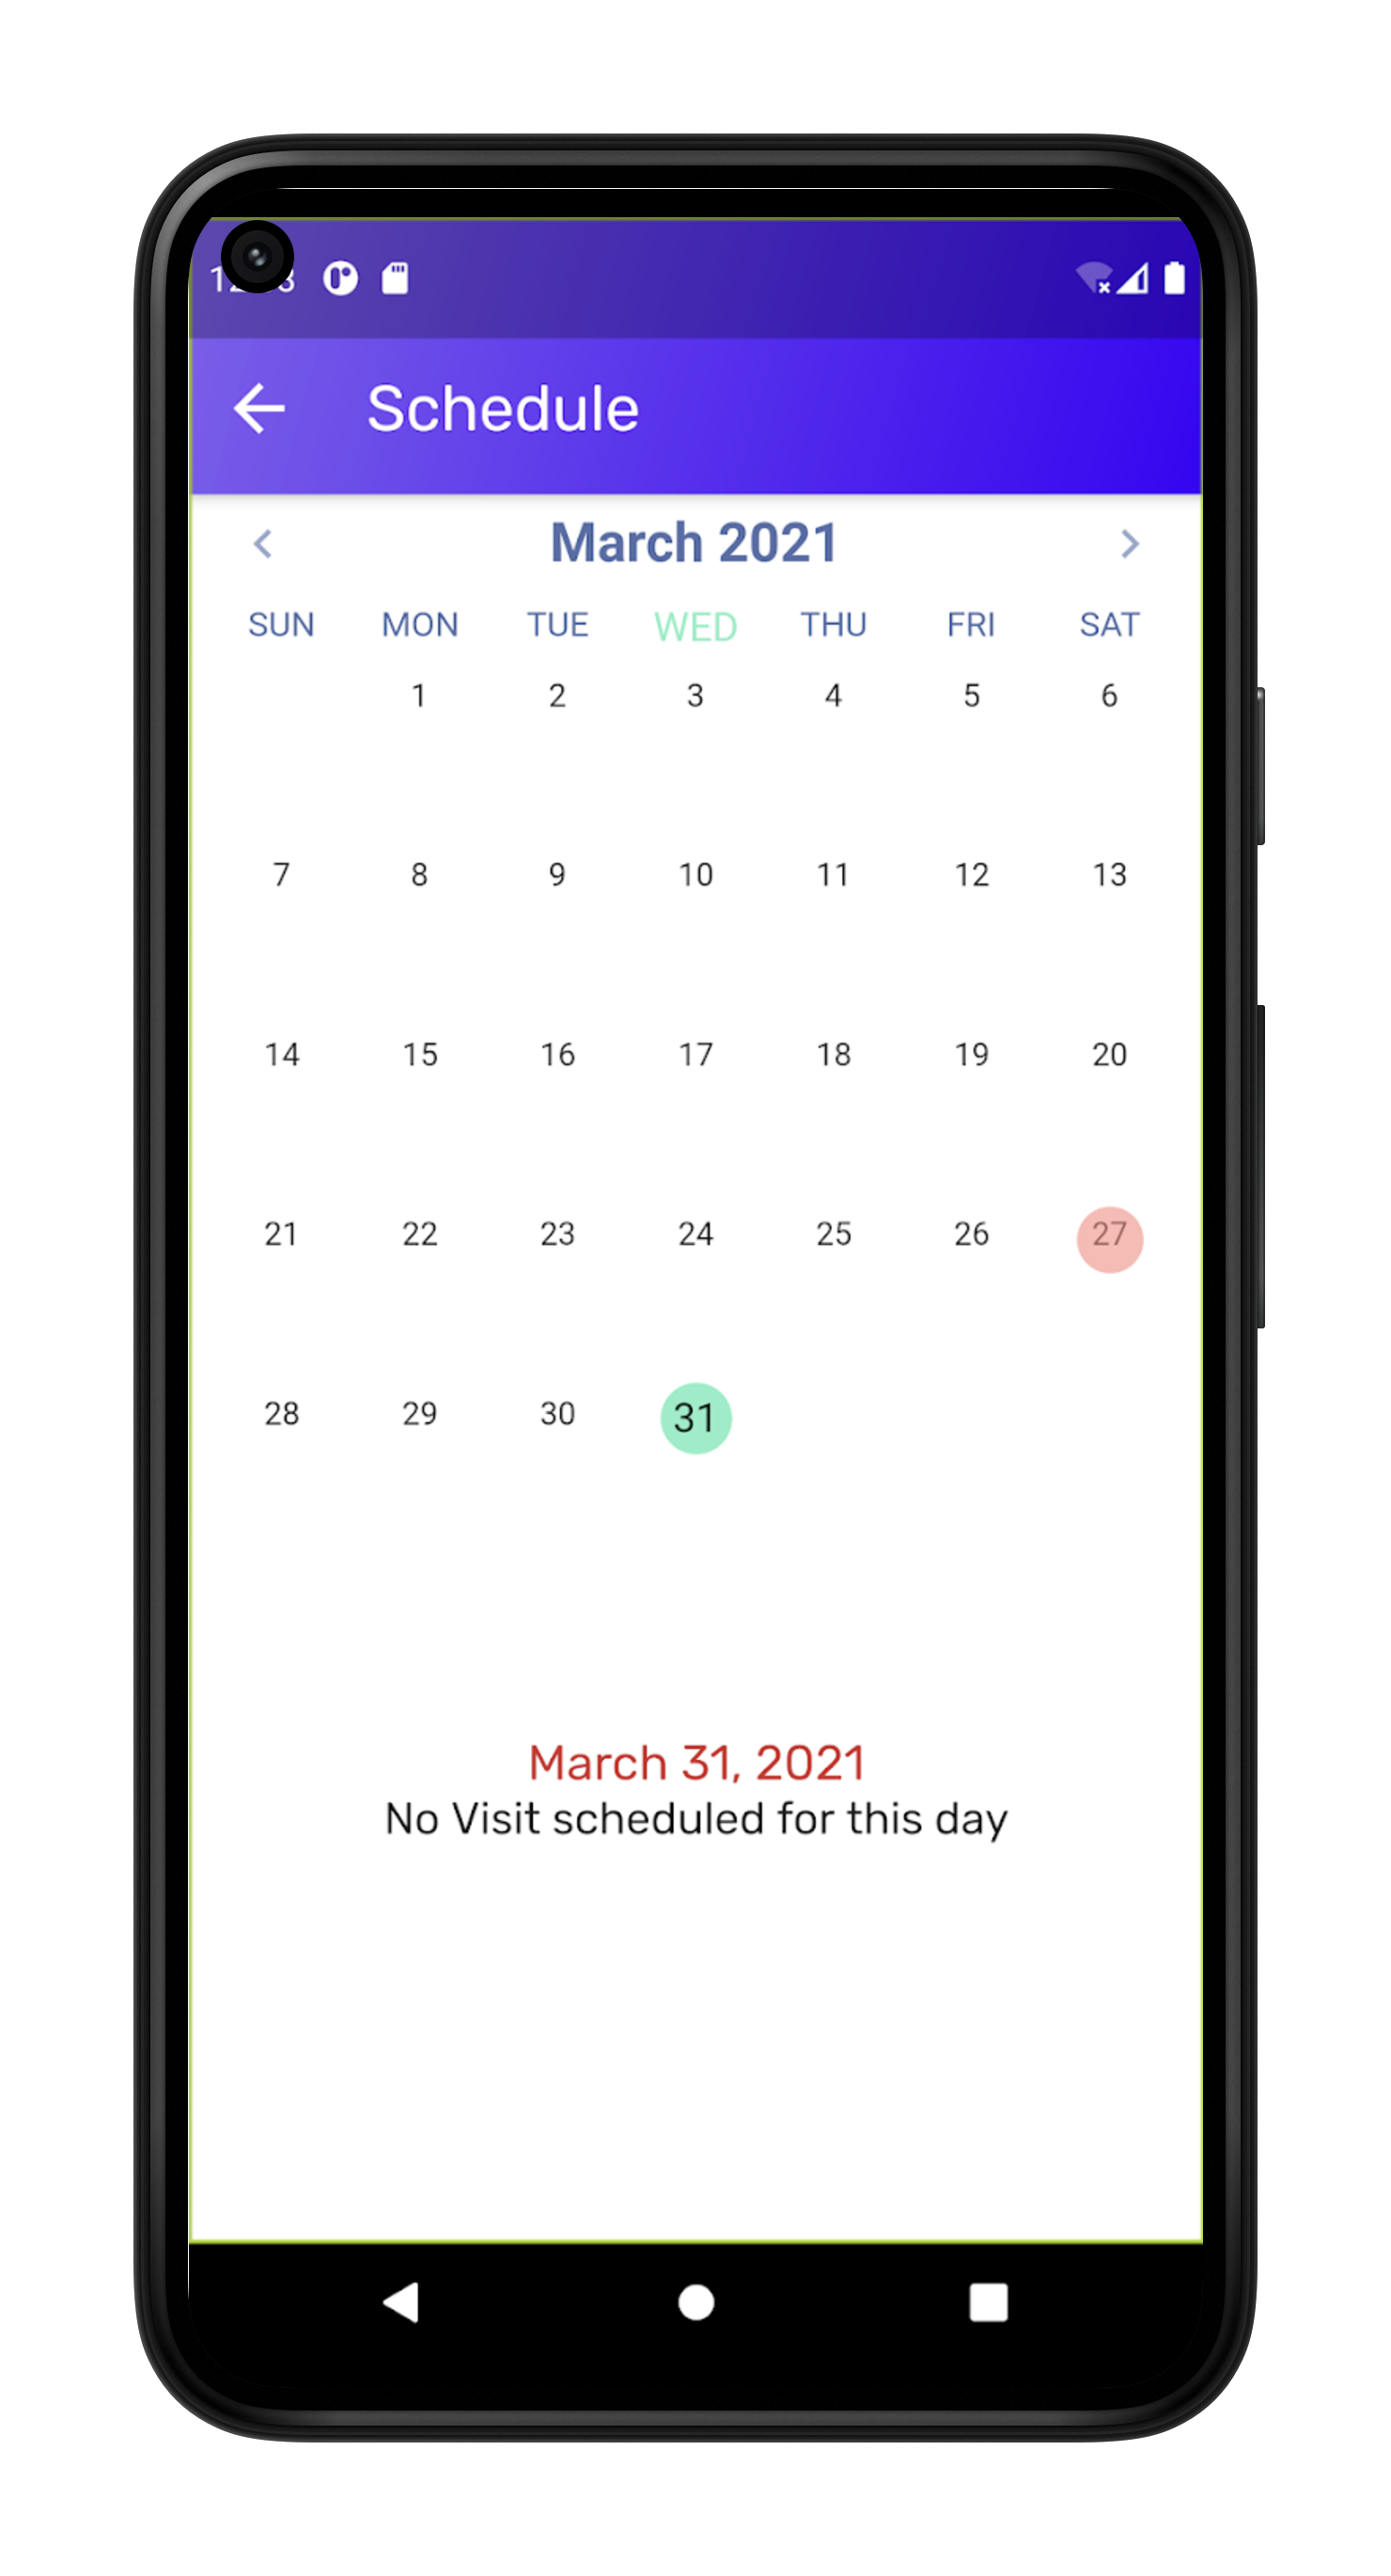 Schedule
March 2021
SUN MON TUE WED THU FRI SAT
1 2 3 4 5 6
7 8 9 10 11 12 13
14 15 16 17 18 19 20
21 22 23 24 25 26 27
28 29 30 31
March 31, 2021
No Visit scheduled for this day